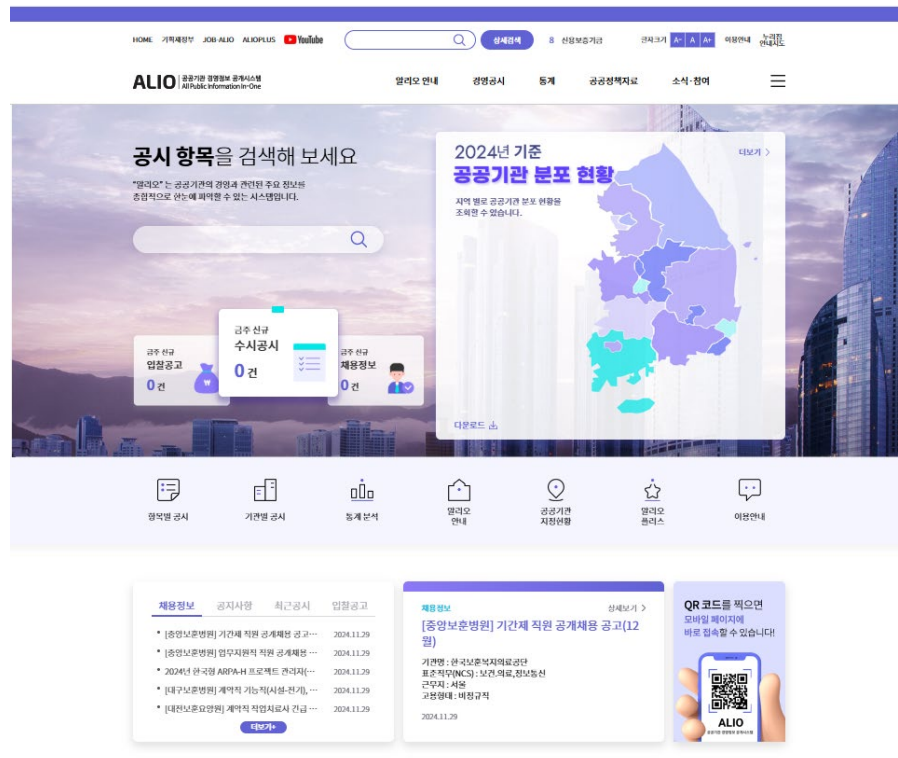 HOME 기획재정부 JOB-ALIO ALIOPLUS YouTube 상세검색 8 신용보증기금 글자크기 A- A A+ 이용안내 누리집 안내지도
ALIO 공공기관 경영정보 공개시스템 All Public Information In-One
알리오 안내 경영공시 통계 공공정책자료 소식·참여
공시 항목을 검색해 보세요
"알리오" 는 공공기관의 경영과 관련된 주요 정보를
종합적으로 한눈에 파악할 수 있는 시스템입니다.
금주 신규
입찰공고
0 건
금주 신규
수시공시
0 건
금주 신규
채용정보
0 건
2024년 기준
더보기
공공기관 분포 현황
지역 별로 공공기관 분포 현황을
조회할 수 있습니다.
다운로드
항목별 공시
기관별 공시
통계 분석
알리오
안내
공공기관
지정현황
알리오
플러스
이용안내
채용정보 공지사항 최근공시 입찰공고
[중앙보훈병원] 기간제 직원 공개채용 공고··· 2024.11.29
[중앙보훈병원] 업무지원직 직원 공개채용 ··· 2024.11.29
2024년 한국형 ARPA-H 프로젝트 관리자(··· 2024.11.29
[대구보훈병원] 계약직 기능직(시설-전기), ··· 2024.11.29
[대전보훈요양원] 계약직 작업치료사 긴급 ··· 2024.11.29
더보기+
채용정보 상세보기
[중앙보훈병원] 기간제 직원 공개채용 공고(12
월)
기관명 : 한국보훈복지의료공단
표준직무(NCS) : 보건.의료,정보통신
근무지 : 서울
고용형태 : 비정규직
2024.11.29
QR 코드를 찍으면
모바일 페이지에
바로 접속할 수 있습니다!
ALIO
공공기관 경영정보 공개시스템